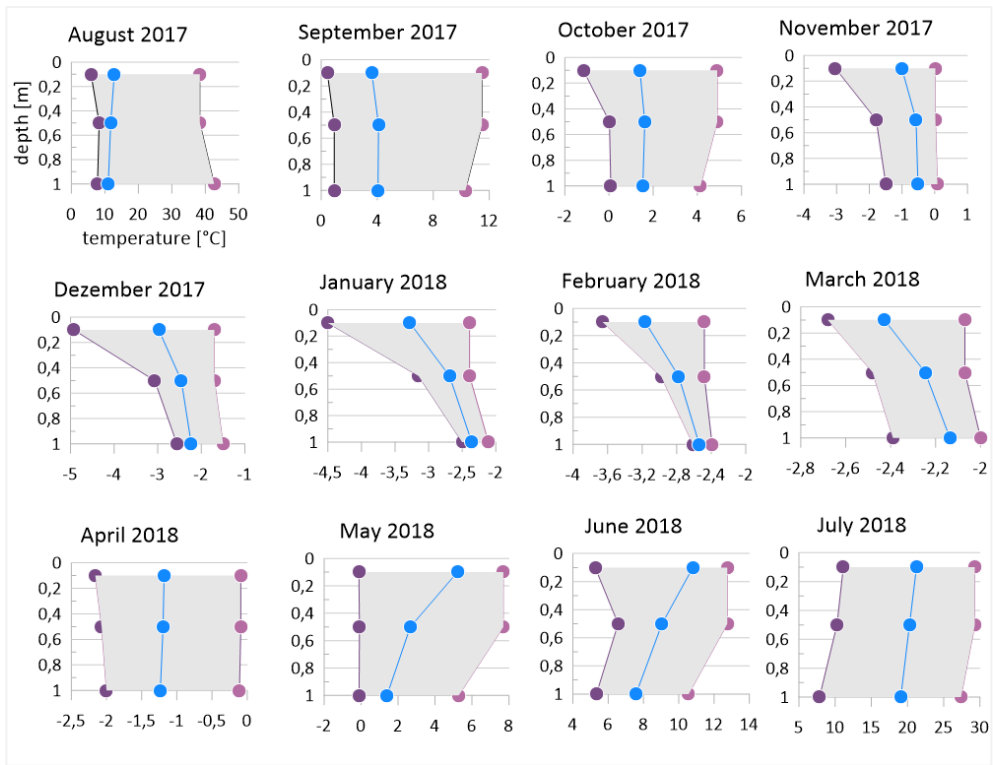 August 2017
September 2017
October 2017
November 2017
0
0,2
0,4
0,6
0,8
1
depth [m]
0 10 20 30 40 50
temperature [°C]
0
0,2
0,4
0,6
0,8
1
0 4 8 12
0
0,2
0,4
0,6
0,8
1
-2 0 2 4 6
0
0,2
0,4
0,6
0,8
1
-4 -3 -2 -1 0 1
Dezember 2017
January 2018
February 2018
March 2018
0
0,2
0,4
0,6
0,8
1
-5 -4 -3 -2 -1
0
0,2
0,4
0,6
0,8
1
-4,5 -4 -3,5 -3 -2,5 -2
0
0,2
0,4
0,6
0,8
1
-4 -3,6 -3,2 -2,8 -2,4 -2
0
0,2
0,4
0,6
0,8
1
-2,8 -2,6 -2,4 -2,2 -2
April 2018
May 2018
June 2018
July 2018
0
0,2
0,4
0,6
0,8
1
-2,5 -2 -1,5 -1 -0,5 0
0
0,2
0,4
0,6
0,8
1
-2 0 2 4 6 8
0
0,2
0,4
0,6
0,8
1
4 6 8 10 12 14
0
0,2
0,4
0,6
0,8
1
5 10 15 20 25 30